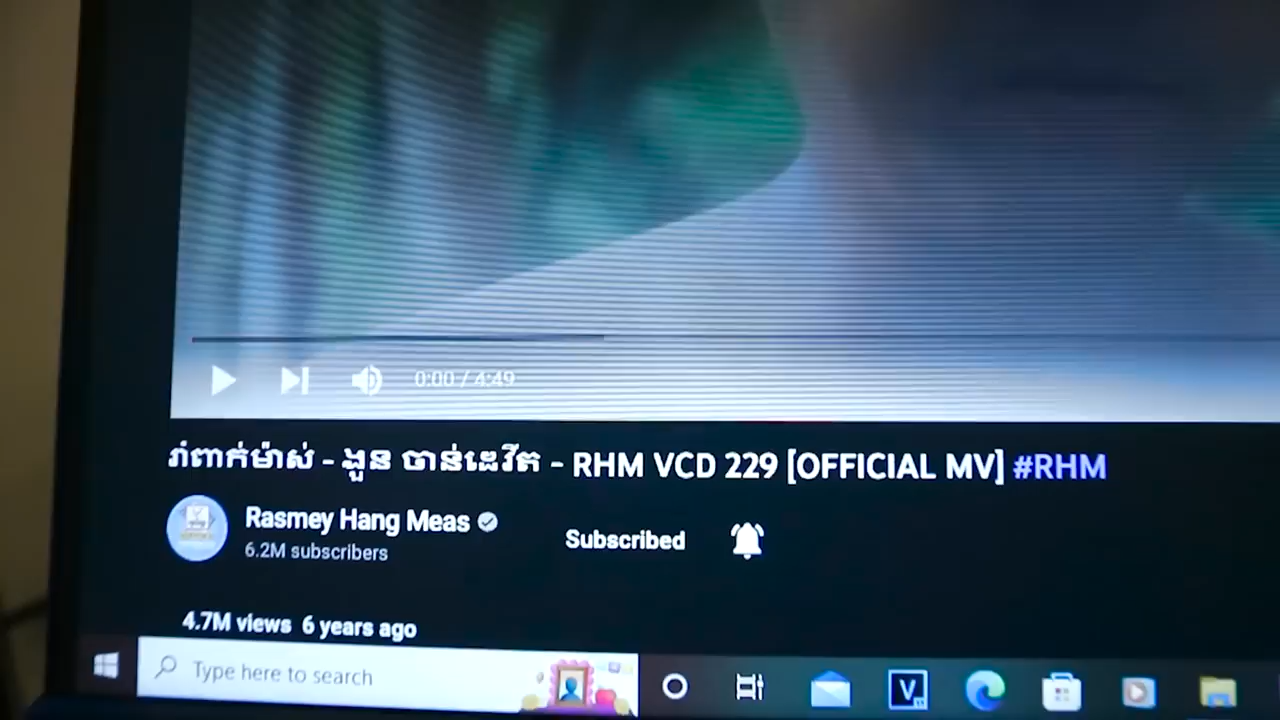 0:00 / 4:49
រាំពាក់ម៉ាស់ - ងួន ចាន់ដេវីត - RHM VCD 229 [OFFICIAL MV] #RHM
Rasmey Hang Meas
6.2M subscribers
Subscribed
4.7M views 6 years ago
Type here to search
V